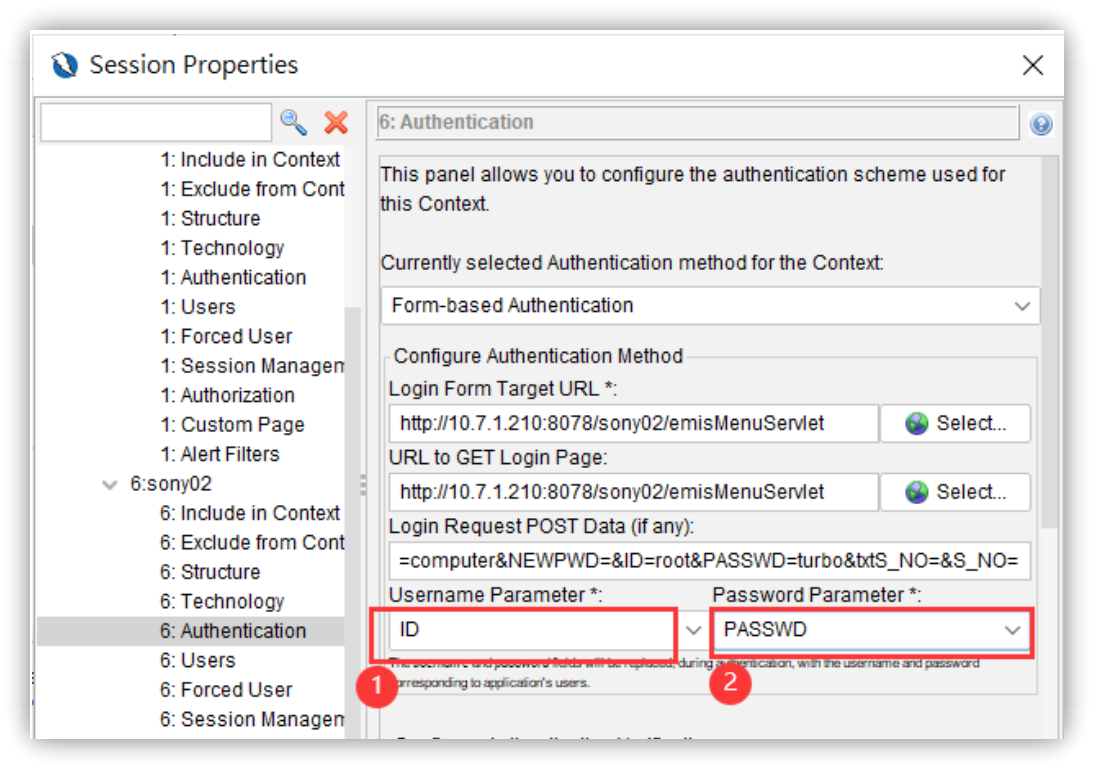 Session Properties
6: Authentication
1: Include in Context
1: Exclude from Cont
1: Structure
1: Technology
1: Authentication
1: Users
1: Forced User
1: Session Managem
1: Authorization
1: Custom Page
1: Alert Filters
6:sony02
6: Include in Context
6: Exclude from Cont
6: Structure
6: Technology
6: Authentication
6: Users
6: Forced User
6: Session Managem
This panel allows you to configure the authentication scheme used for
this Context.
Currently selected Authentication method for the Context:
Form-based Authentication
Configure Authentication Method
Login Form Target URL *:
http://10.7.1.210:8078/sony02/emisMenuServlet
Select...
URL to GET Login Page:
http://10.7.1.210:8078/sony02/emisMenuServlet
Select...
Login Request POST Data (if any):
=computer&NEWPWD=&ID=root&PASSWD=turbo&txtS_NO=&S_NO=
Username Parameter *:
Password Parameter *:
ID
PASSWD
The username and password fields will be replaced, during authentication, with the username and password
corresponding to application's users.
1
2